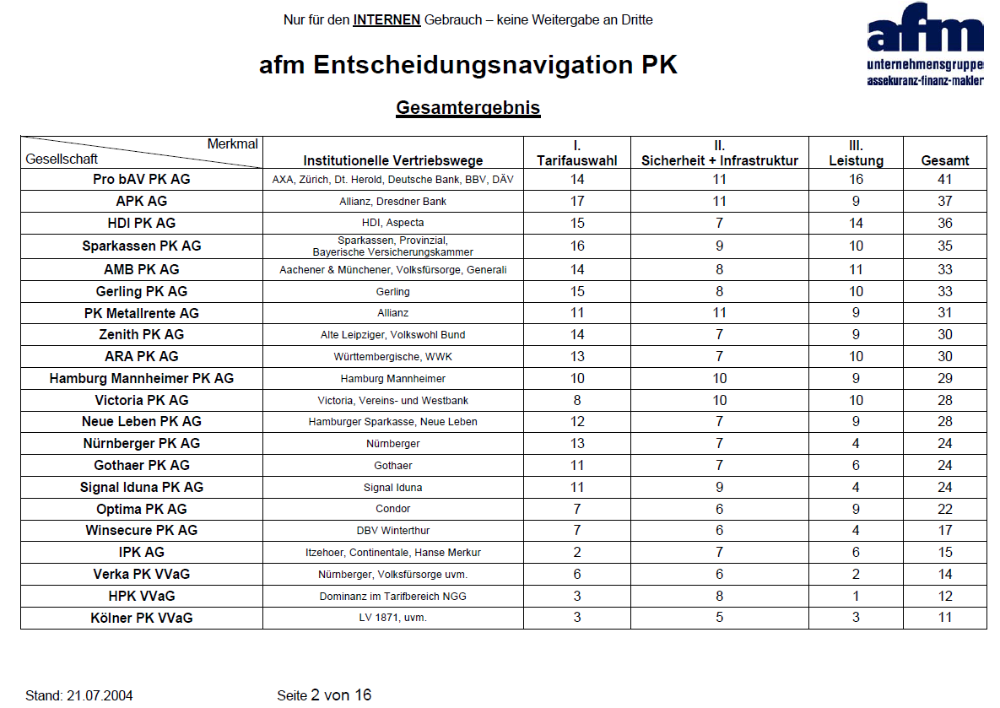 Nur für den INTERNEN Gebrauch – keine Weitergabe an Dritte
afm
unternehmensgruppe
assekuranz-finanz-makler
afm Entscheidungsnavigation PK
Gesamtergebnis
Merkmal
Gesellschaft
Institutionelle Vertriebswege
I.
Tarifauswahl
II.
Sicherheit + Infrastruktur
III.
Leistung
Gesamt
Pro bAV PK AG AXA, Zürich, Dt. Herold, Deutsche Bank, BBV, DÄV 14 11 16 41
APK AG Allianz, Dresdner Bank 17 11 9 37
HDI PK AG HDI, Aspecta 15 7 14 36
Sparkassen PK AG Sparkassen, Provinzial, 16 9 10 35
Bayerische Versicherungskammer
AMB PK AG Aachener & Münchener, Volksfürsorge, Generali 14 8 11 33
Gerling PK AG Gerling 15 8 10 33
PK Metallrente AG Allianz 11 11 9 31
Zenith PK AG Alte Leipziger, Volkswohl Bund 14 7 9 30
ARA PK AG Württembergische, WWK 13 7 10 30
Hamburg Mannheimer PK AG Hamburg Mannheimer 10 10 9 29
Victoria PK AG Victoria, Vereins- und Westbank 8 10 10 28
Neue Leben PK AG Hamburger Sparkasse, Neue Leben 12 7 9 28
Nürnberger PK AG Nürnberger 13 7 4 24
Gothaer PK AG Gothaer 11 7 6 24
Signal Iduna PK AG Signal Iduna 11 9 4 24
Optima PK AG Condor 7 6 9 22
Winsecure PK AG DBV Winterthur 7 6 4 17
IPK AG Itzehoer, Continentale, Hanse Merkur 2 7 6 15
Verka PK VVaG Nürnberger, Volksfürsorge uvm. 6 6 2 14
HPK VVaG Dominanz im Tarifbereich NGG 3 8 1 12
Kölner PK VVaG LV 1871, uvm. 3 5 3 11
Stand: 21.07.2004 Seite 2 von 16